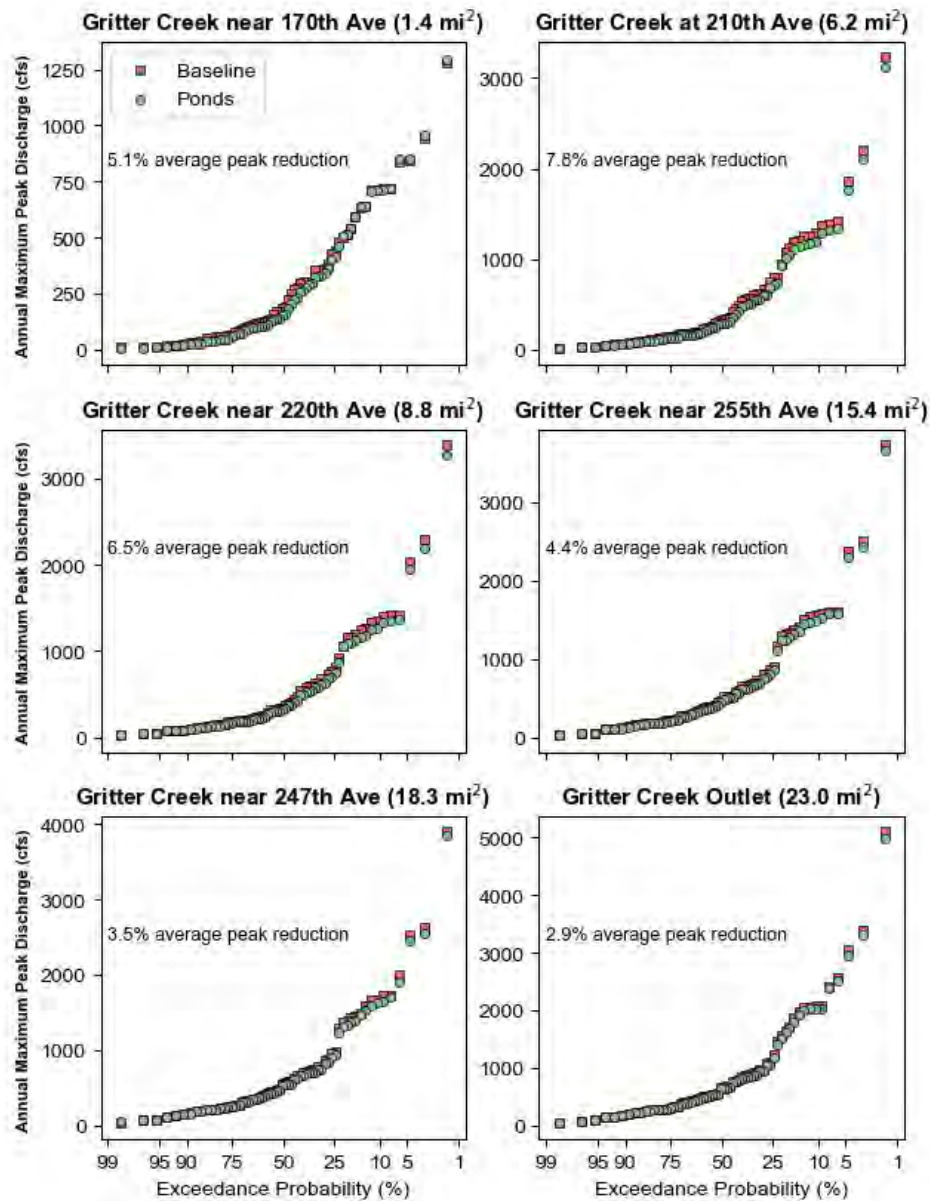 Gritter Creek near 170th Ave (1.4 mi²)
Gritter Creek at 210th Ave (6.2 mi²)
Annual Maximum Peak Discharge (cfs)
1250
1000
750
500
250
0
Baseline
Ponds
5.1% average peak reduction
3000
2000
1000
0
7.8% average peak reduction
Gritter Creek near 220th Ave (8.8 mi²)
Gritter Creek near 255th Ave (15.4 mi²)
Annual Maximum Peak Discharge (cfs)
3000
2000
1000
0
6.5% average peak reduction
3000
2000
1000
0
4.4% average peak reduction
Gritter Creek near 247th Ave (18.3 mi²)
Gritter Creek Outlet (23.0 mi²)
Annual Maximum Peak Discharge (cfs)
4000
3000
2000
1000
0
3.5% average peak reduction
99 95 90 75 50 25 10 5 1
Exceedance Probability (%)
5000
4000
3000
2000
1000
0
2.9% average peak reduction
99 95 90 75 50 25 10 5 1
Exceedance Probability (%)